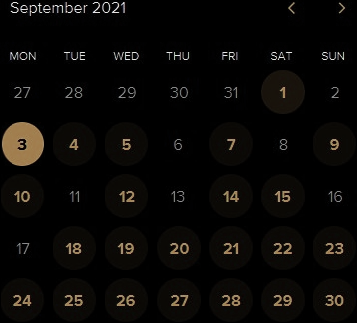 September 2021
MON TUE WED THU FRI SAT SUN
27 28 29 30 31 1 2
3 4 5 6 7 8 9
10 11 12 13 14 15 16
17 18 19 20 21 22 23
24 25 26 27 28 29 30